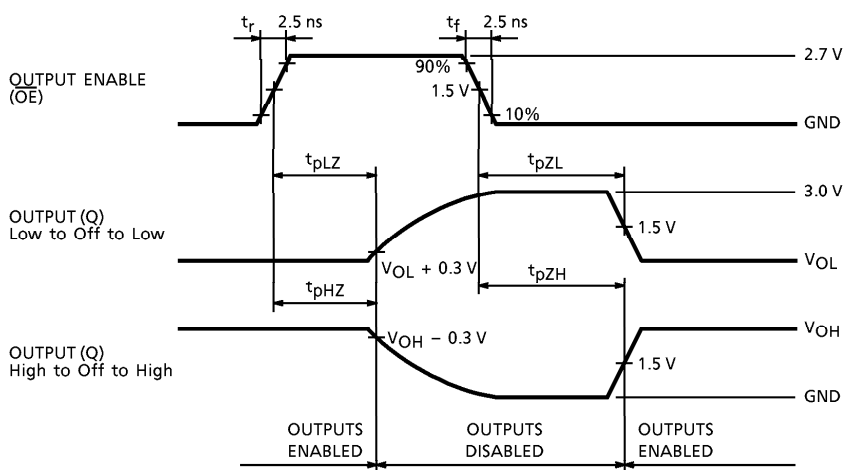 tr 2.5 ns tf 2.5 ns
2.7 V
90%
OUTPUT ENABLE
(O̅E̅)
1.5 V
10%
GND
tpLZ tpZL
3.0 V
OUTPUT (Q)
Low to Off to Low
1.5 V
VOL + 0.3 V
VOL
tpHZ tpZH
VOH
VOH − 0.3 V
OUTPUT (Q)
High to Off to High
1.5 V
GND
OUTPUTS
ENABLED
OUTPUTS
DISABLED
OUTPUTS
ENABLED